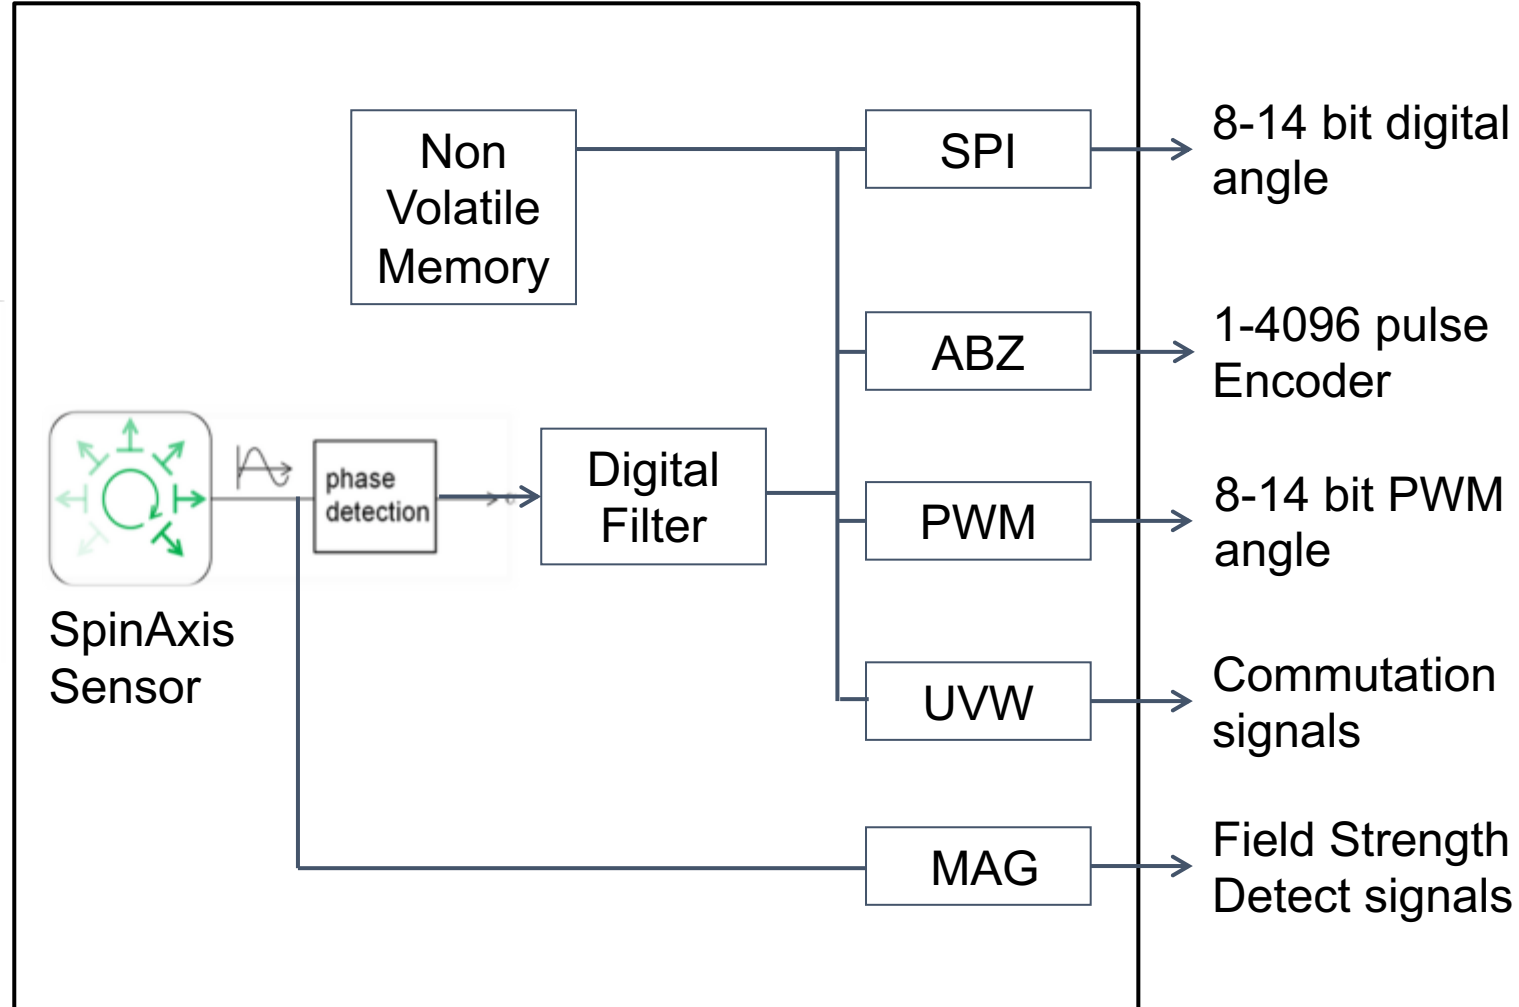 Non
Volatile
Memory
SPI
8-14 bit digital
angle
ABZ
1-4096 pulse
Encoder
phase
detection
Digital
Filter
PWM
8-14 bit PWM
angle
SpinAxis
Sensor
UVW
Commutation
signals
MAG
Field Strength
Detect signals